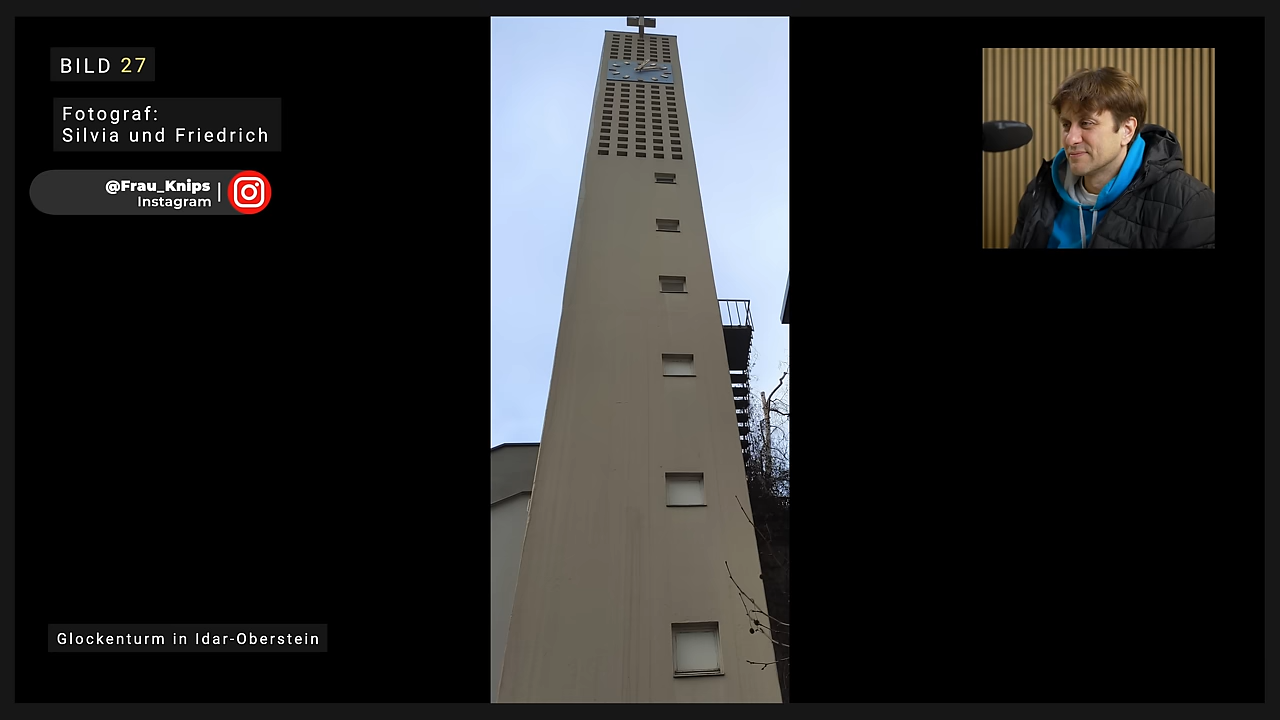 BILD 27
Fotograf:
Silvia und Friedrich
@Frau_Knips
Instagram
Glockenturm in Idar-Oberstein